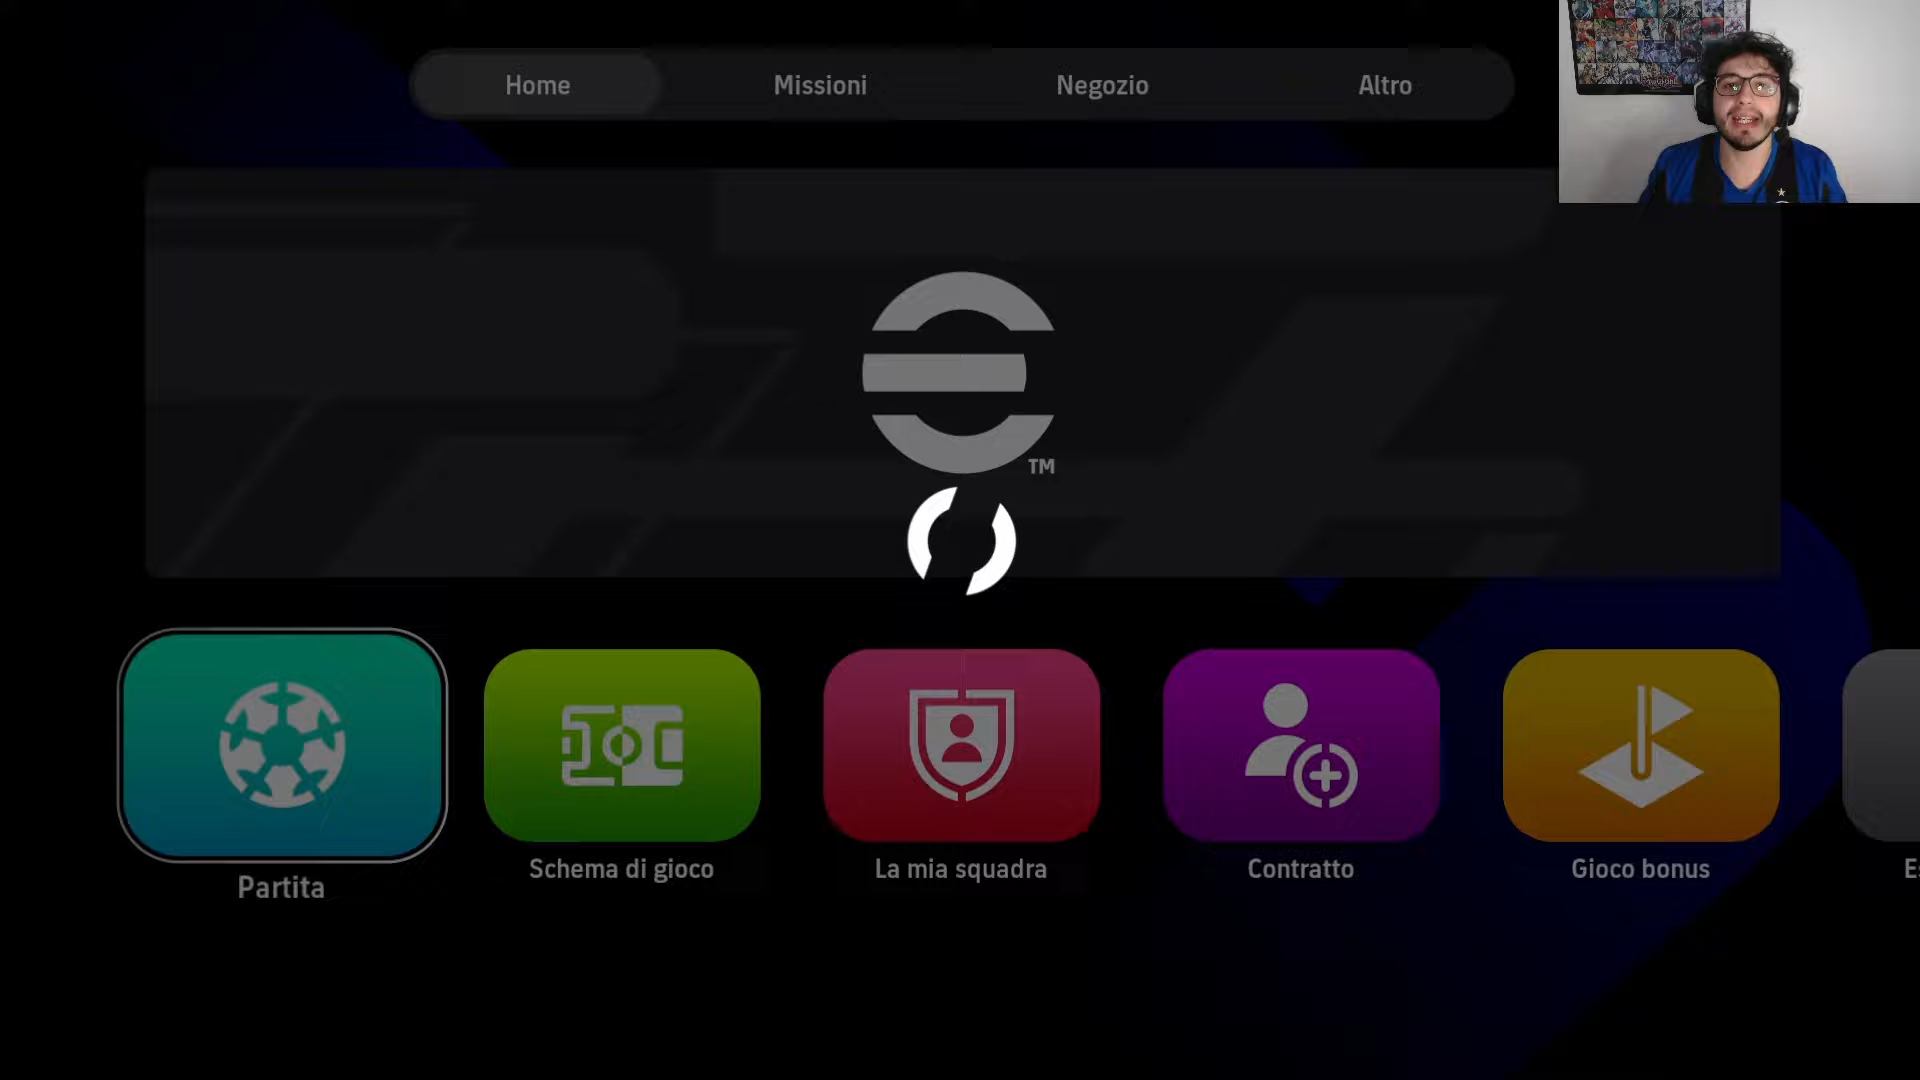 Home
Missioni
Negozio
Altro
TM
Partita
Schema di gioco
La mia squadra
Contratto
Gioco bonus